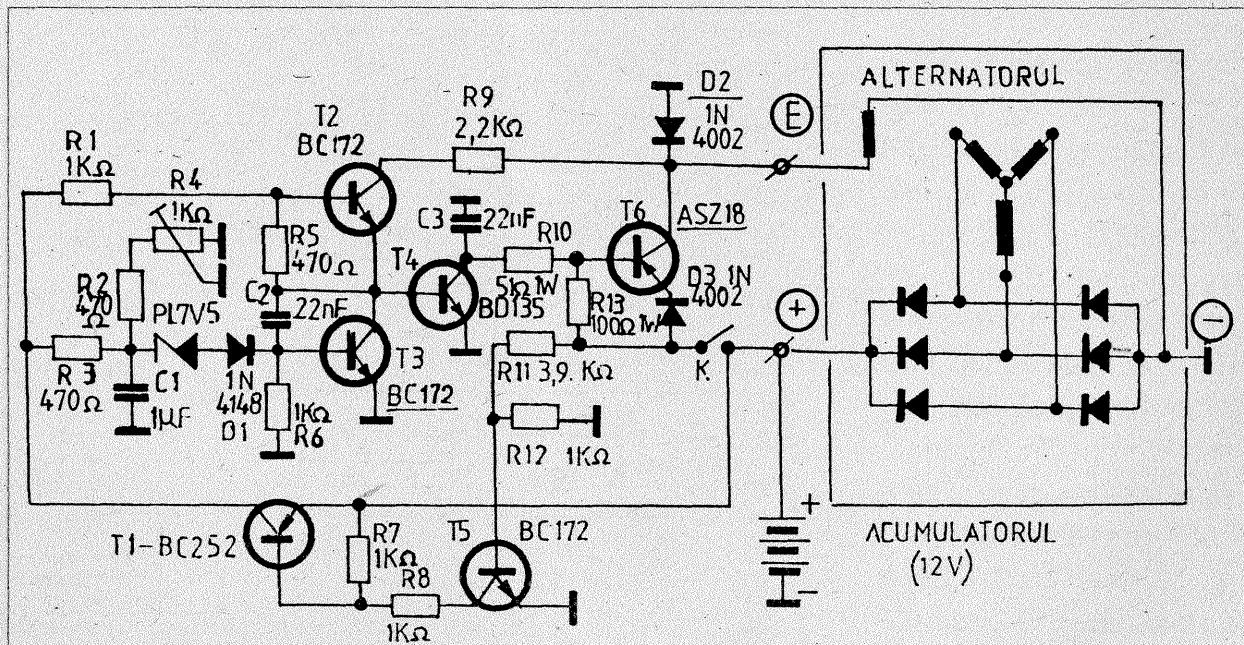 ALTERNATORUL
D2
1N
4002
E
R9
2,2KΩ
T2
BC172
R1
1KΩ
R4
1KΩ
C3
22nF
T6
ASZ18
R10
51Ω 1W
R5
470Ω
T4
BD135
D3 1N
4002
R2
470
Ω
C2
22nF
R13
100Ω 1W
+
−
PL7V5
T3
BC172
K.
R3
470Ω
C1
1µF
1N
4148
D1
1KΩ
R6
R11 3,9. KΩ
R12 1KΩ
T1-BC252
R7
1KΩ
T5
BC172
R8
1KΩ
+
−
ACUMULATORUL
(12V)